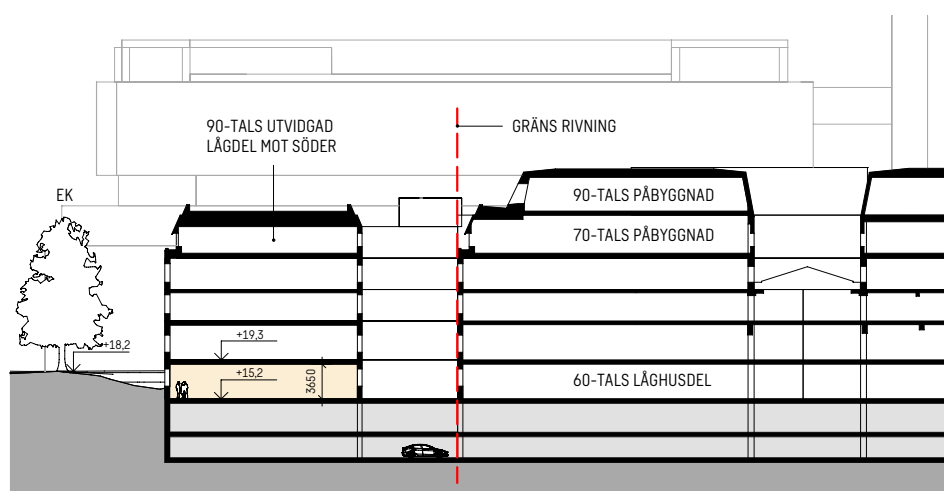 90-TALS UTVIDGAD
LÅGDEL MOT SÖDER
GRÄNS RIVNING
EK
90-TALS PÅBYGGNAD
70-TALS PÅBYGGNAD
+19,3
+18,2
+15,2
3650
60-TALS LÅGHUSDEL